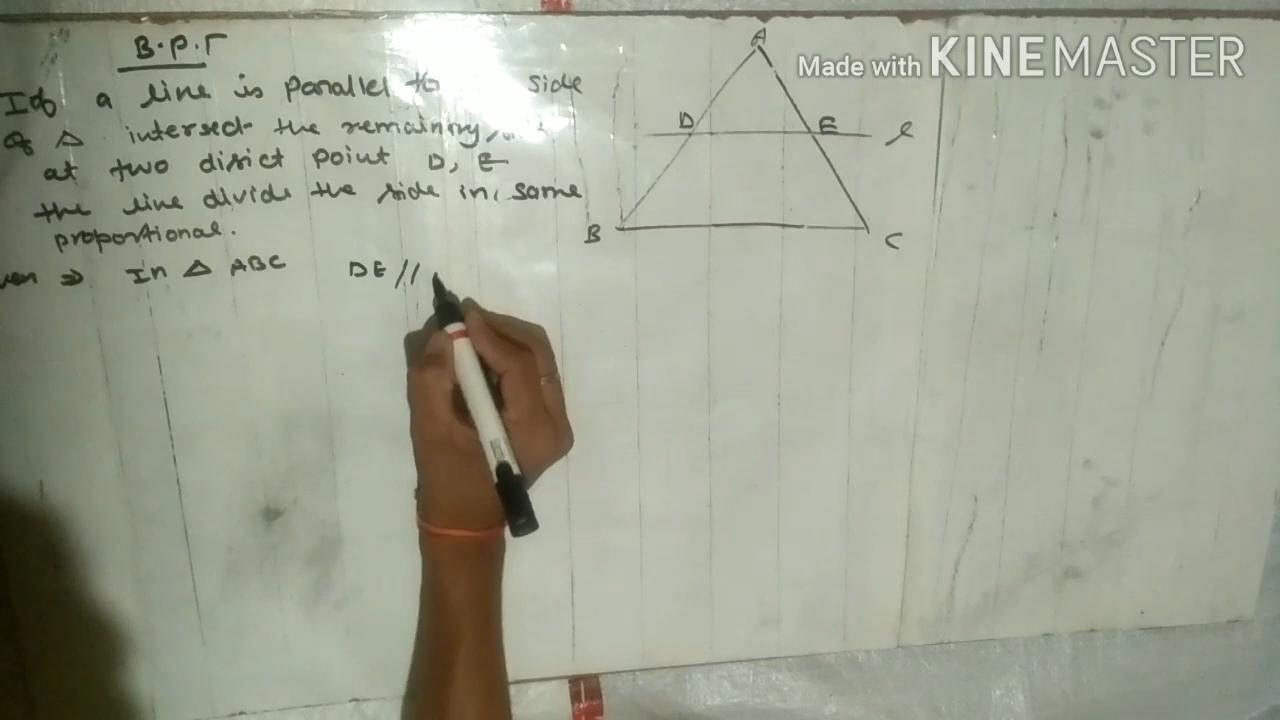 B.P.T
If a line is parallel to side
of Δ intersect the remaining
at two disict point D, E
the line divide the side in, same
proportional.
⇒ In Δ ABC DE //
A
D E l
B C
Made with KINEMASTER